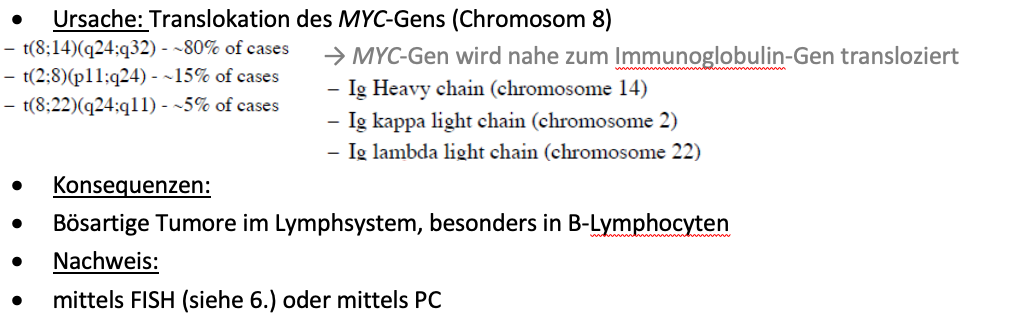 • Ursache: Translokation des MYC-Gens (Chromosom 8)
– t(8;14)(q24;q32) - ~80% of cases
– t(2;8)(p11;q24) - ~15% of cases
– t(8;22)(q24;q11) - ~5% of cases
→ MYC-Gen wird nahe zum Immunoglobulin-Gen transloziert
– Ig Heavy chain (chromosome 14)
– Ig kappa light chain (chromosome 2)
– Ig lambda light chain (chromosome 22)
• Konsequenzen:
• Bösartige Tumore im Lymphsystem, besonders in B-Lymphocyten
• Nachweis:
• mittels FISH (siehe 6.) oder mittels PC